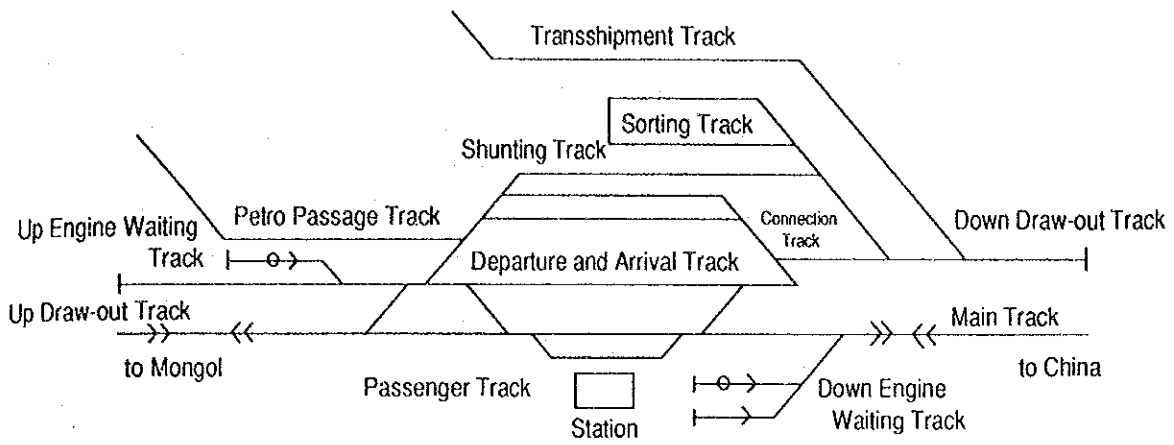 Transshipment Track
Sorting Track
Shunting Track
Up Engine Waiting
Track
Petro Passage Track
Connection
Track
Down Draw-out Track
Departure and Arrival Track
Up Draw-out Track
Main Track
to Mongol
to China
Passenger Track
Station
Down Engine
Waiting Track